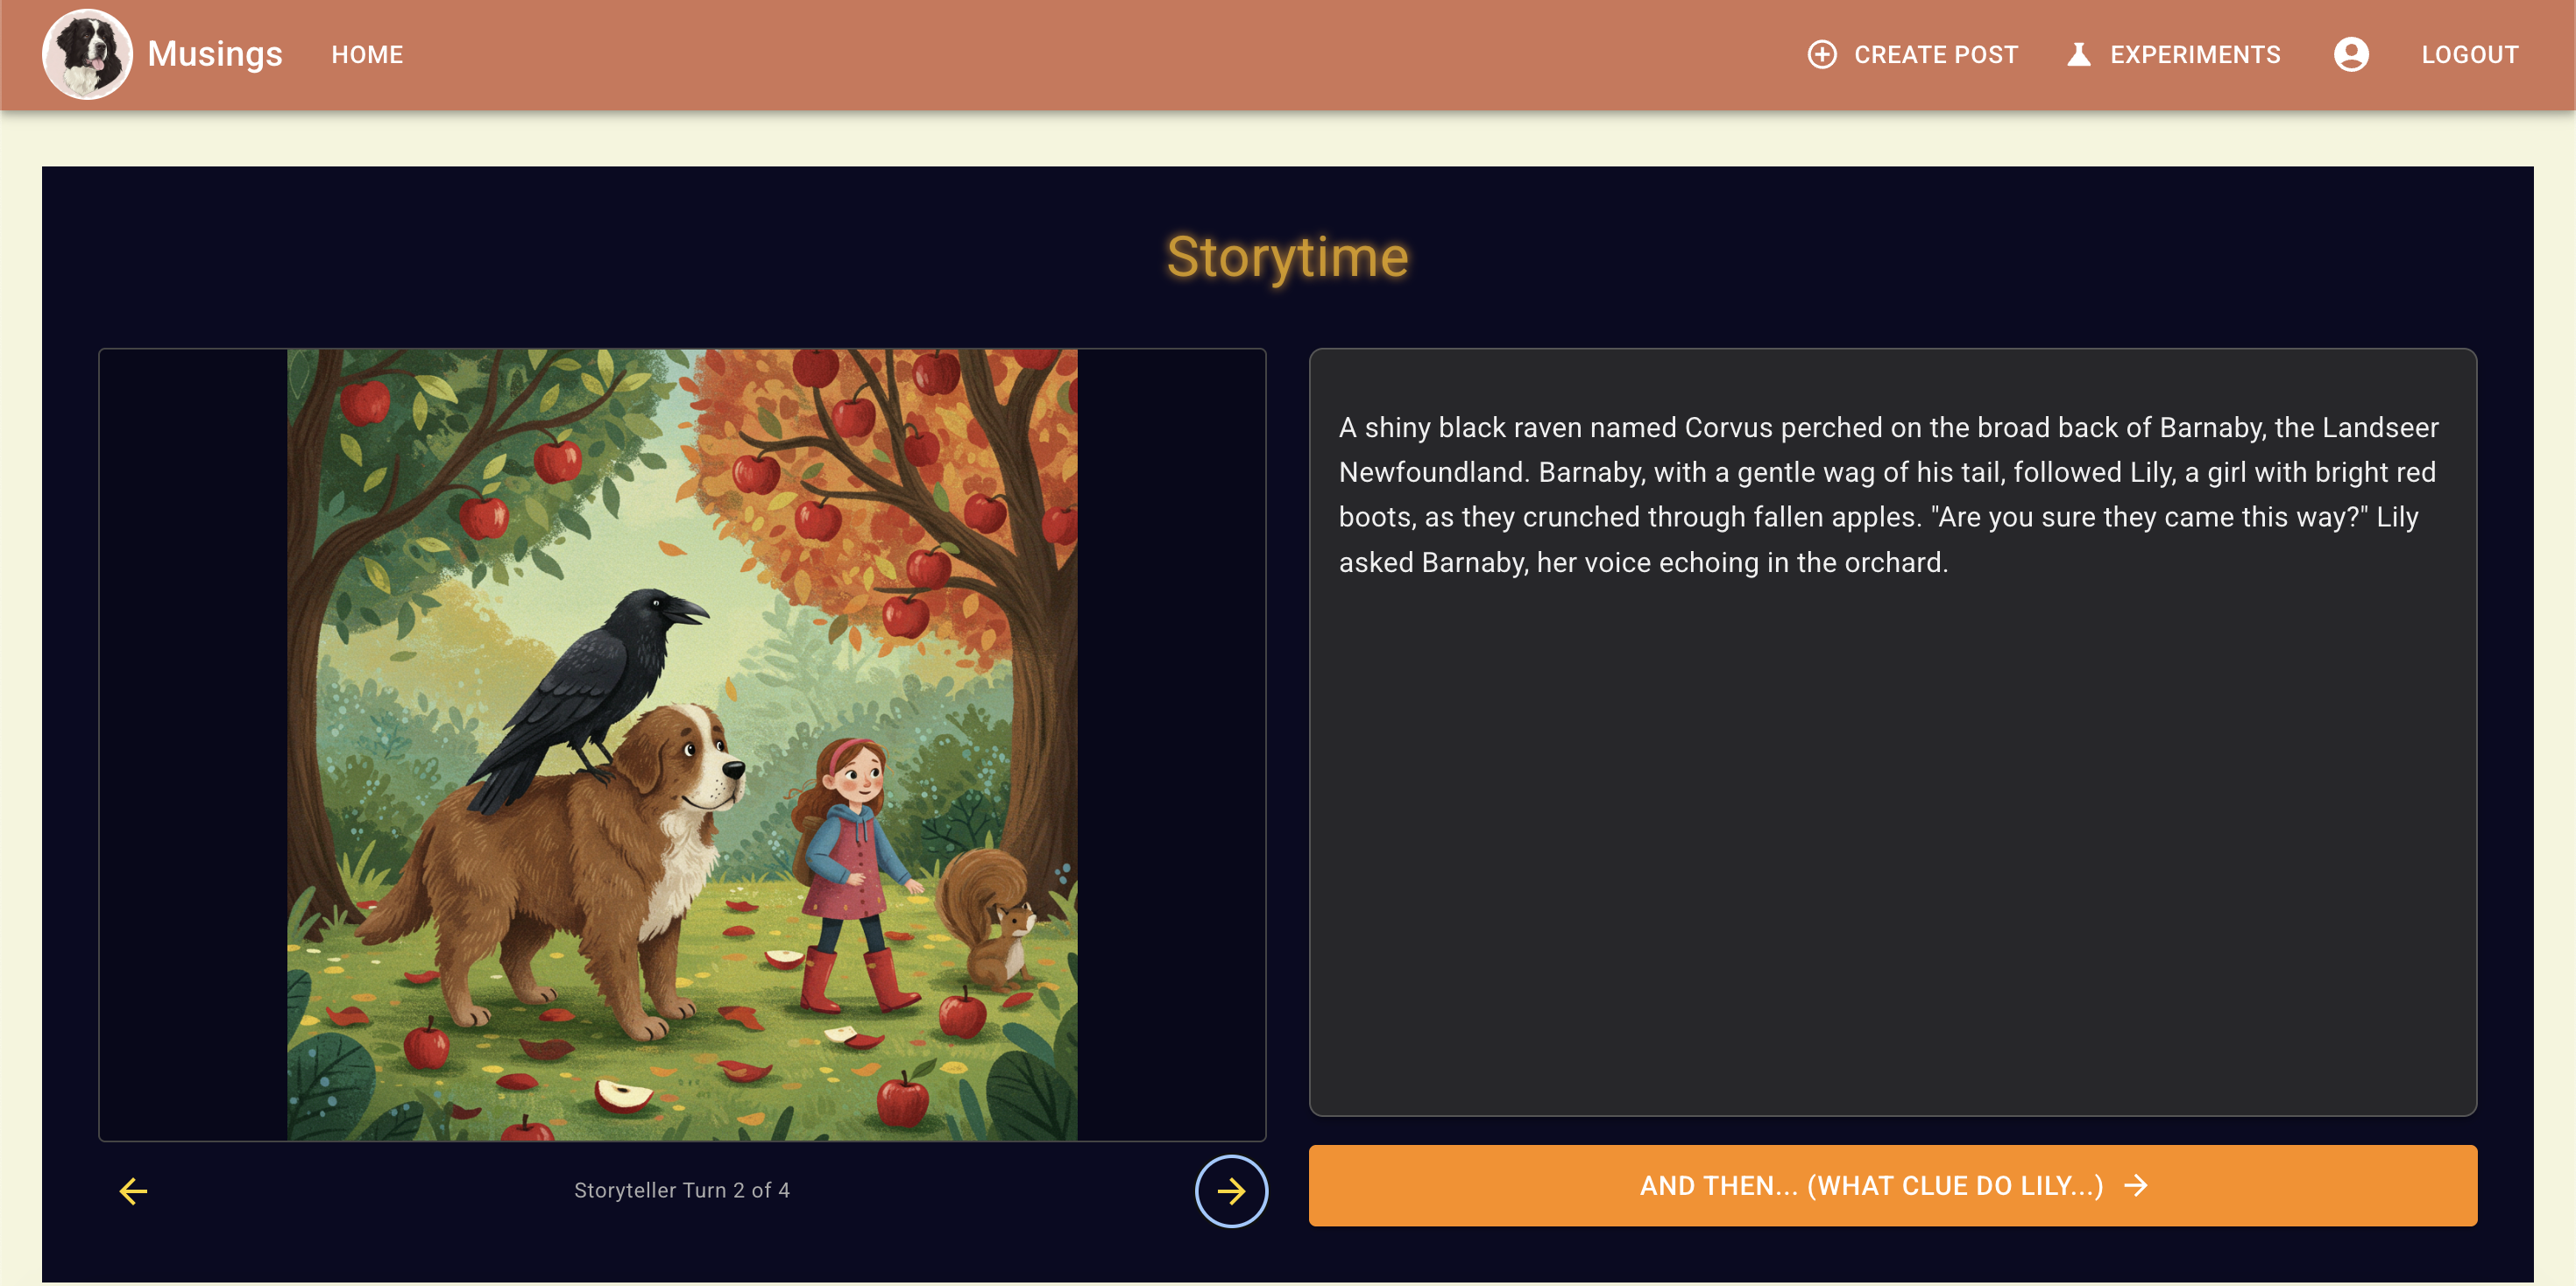 Musings
HOME
CREATE POST
EXPERIMENTS
LOGOUT
Storytime
A shiny black raven named Corvus perched on the broad back of Barnaby, the Landseer
Newfoundland. Barnaby, with a gentle wag of his tail, followed Lily, a girl with bright red
boots, as they crunched through fallen apples. "Are you sure they came this way?" Lily
asked Barnaby, her voice echoing in the orchard.
Storyteller Turn 2 of 4
AND THEN... (WHAT CLUE DO LILY...)